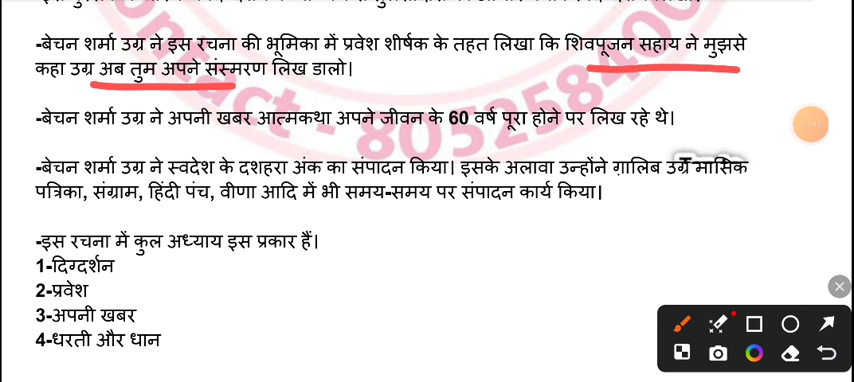 -बेचन शर्मा उग्र ने इस रचना की भूमिका में प्रवेश शीर्षक के तहत लिखा कि शिवपूजन सहाय ने मुझसे
कहा उग्र अब तुम अपने संस्मरण लिख डालो।
-बेचन शर्मा उग्र ने अपनी खबर आत्मकथा अपने जीवन के 60 वर्ष पूरा होने पर लिख रहे थे।
-बेचन शर्मा उग्र ने स्वदेश के दशहरा अंक का संपादन किया। इसके अलावा उन्होंने ग़ालिब उग्र मासिक
पत्रिका, संग्राम, हिंदी पंच, वीणा आदि में भी समय-समय पर संपादन कार्य किया।
-इस रचना में कुल अध्याय इस प्रकार हैं।
1-दिग्दर्शन
2-प्रवेश
3-अपनी खबर
4-धरती और धान